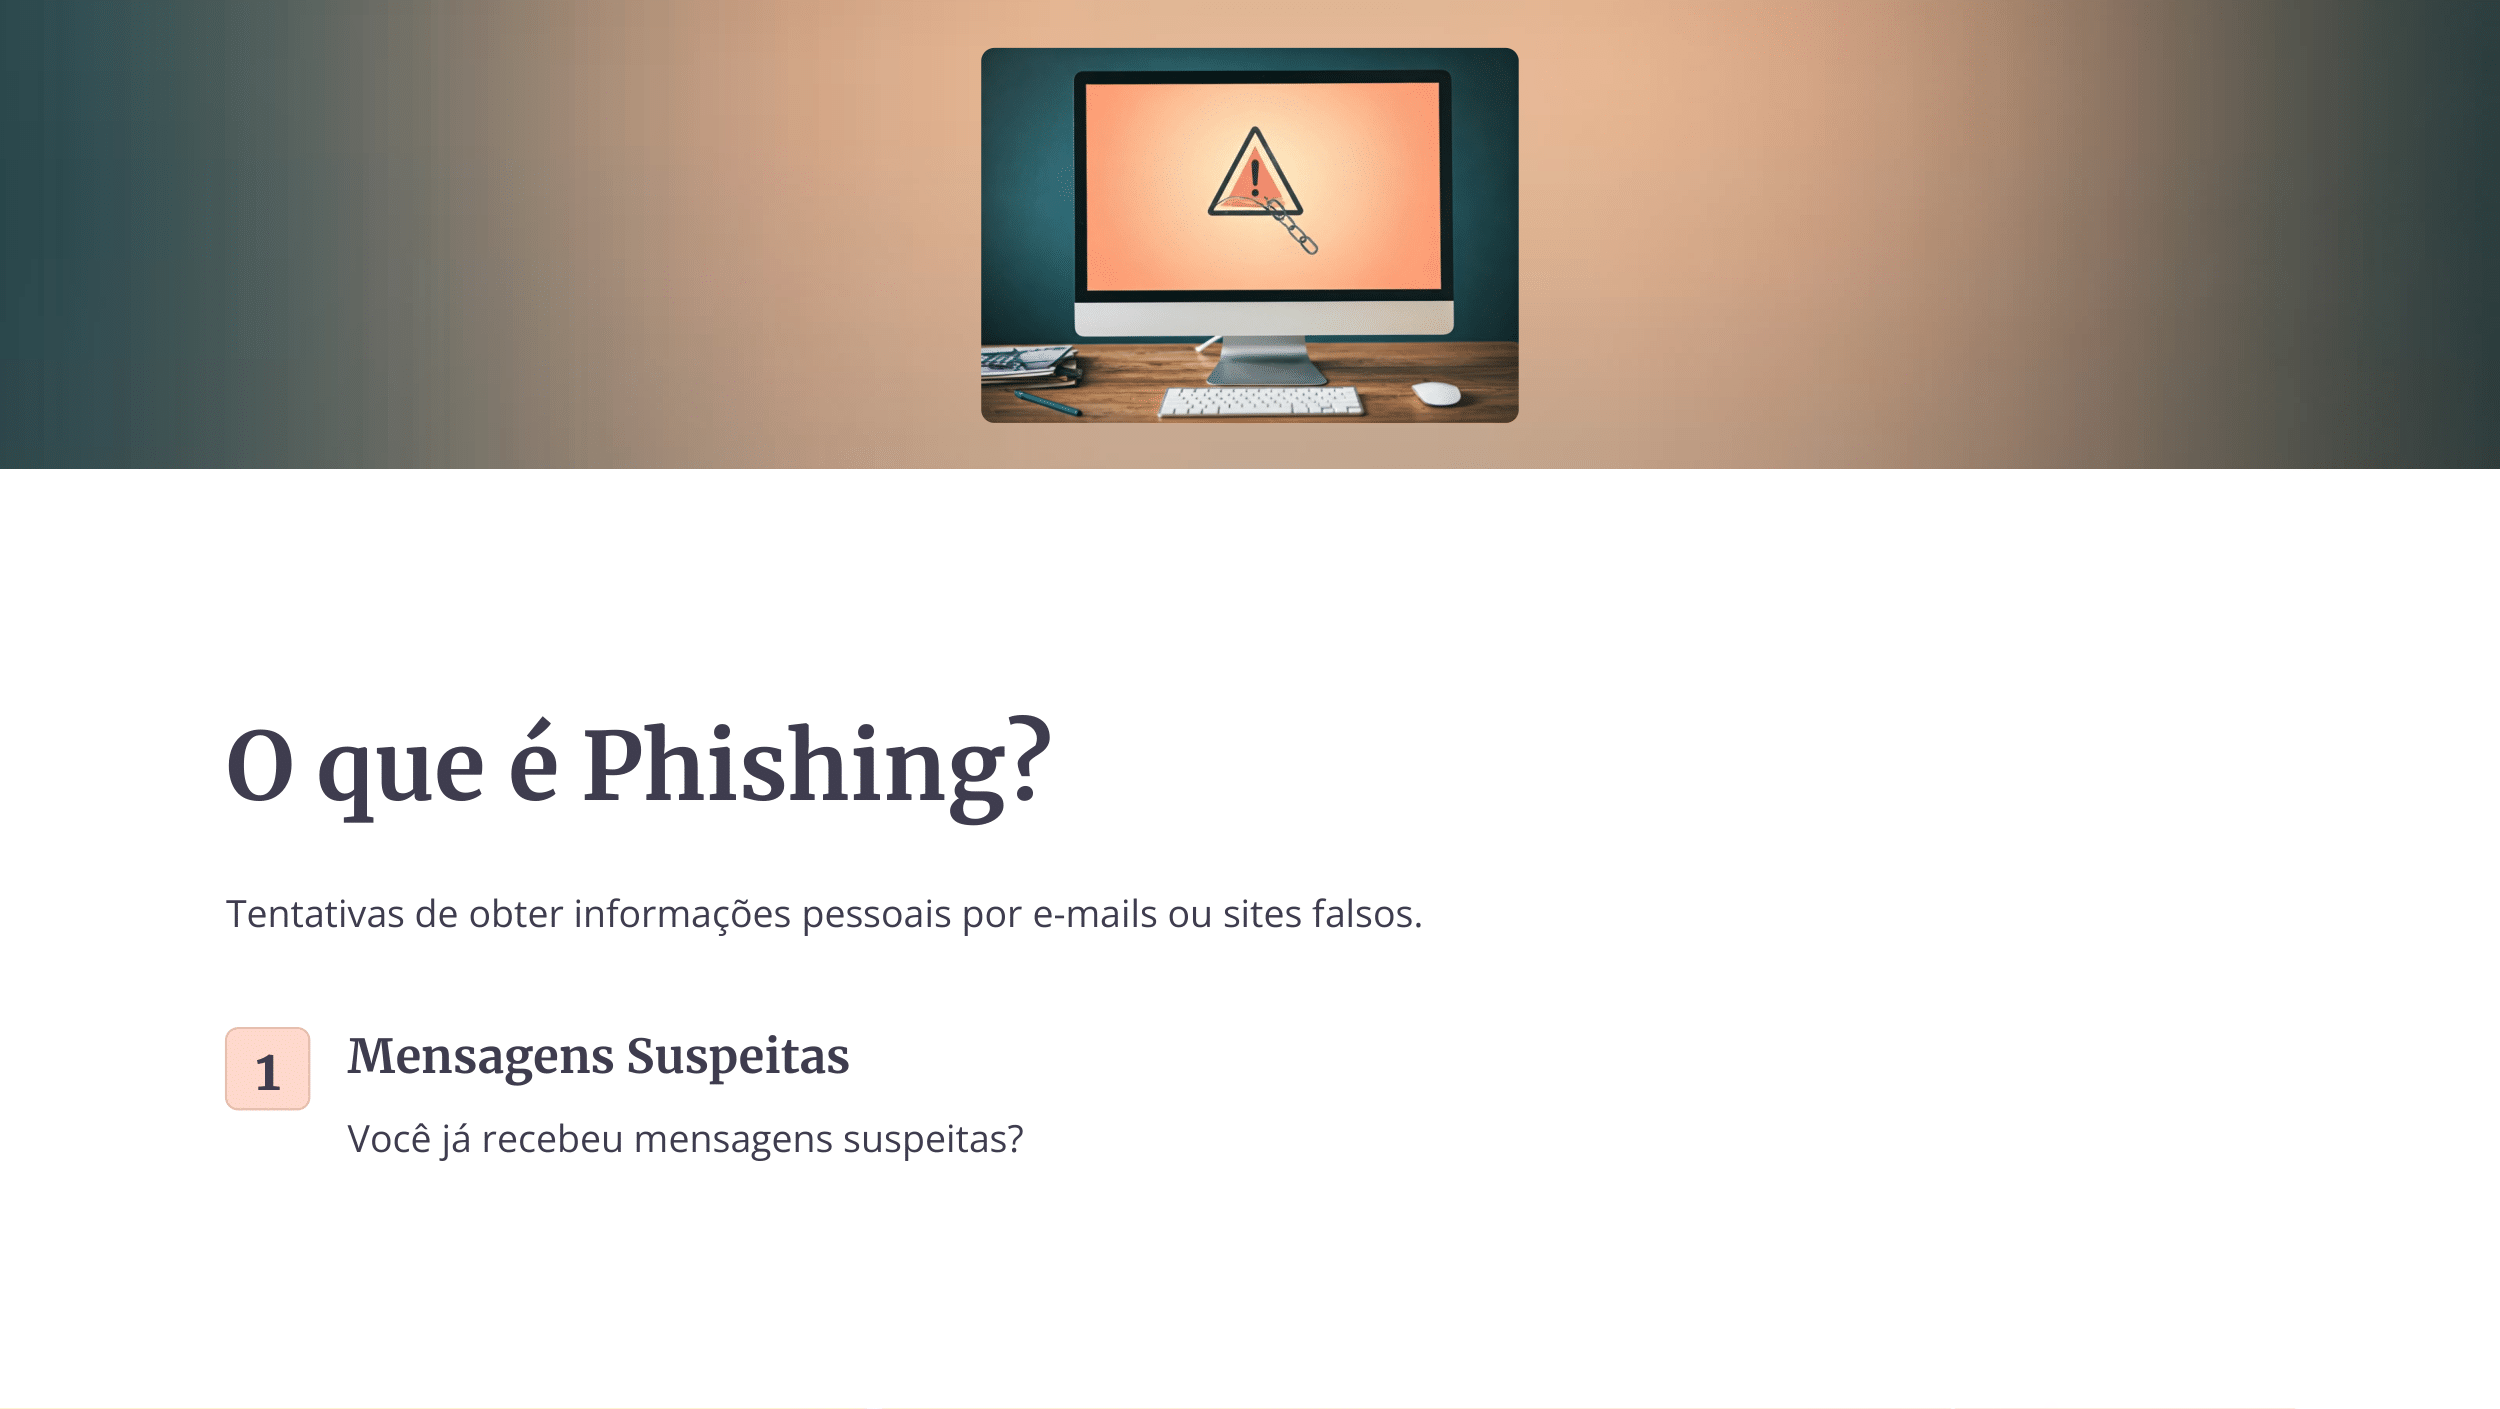 O que é Phishing?
Tentativas de obter informações pessoais por e-mails ou sites falsos.
1
Mensagens Suspeitas
Você já recebeu mensagens suspeitas?